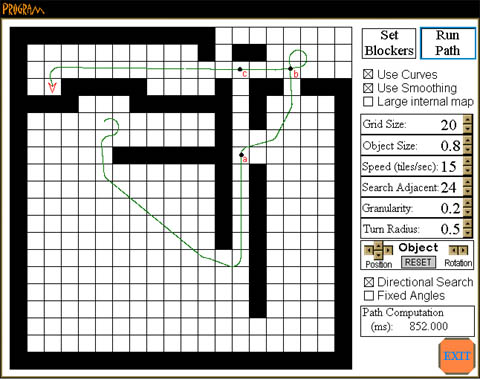 PROGRAM
Set Blockers
Run Path
Use Curves
Use Smoothing
Large internal map
Grid Size: 20
Object Size: 0.8
Speed (tiles/sec): 15
Search Adjacent: 24
Granularity: 0.2
Turn Radius: 0.5
Object
Position RESET Rotation
Directional Search
Fixed Angles
Path Computation
(ms): 852.000
EXIT
c
b
a